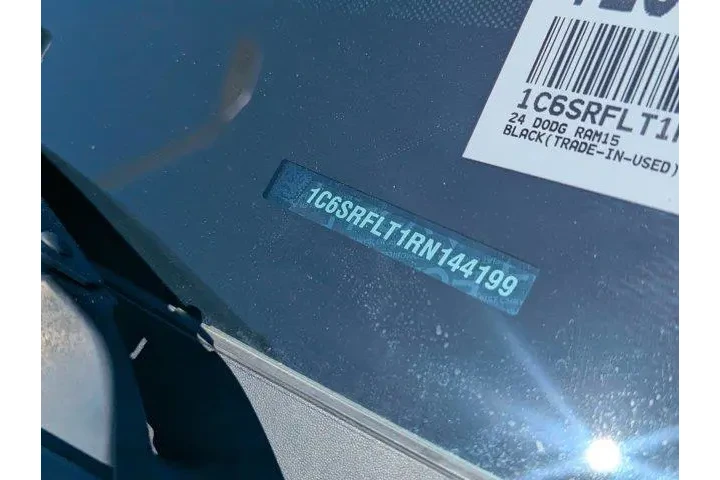 1C6SRFLT1
24 DODG RAM15
BLACK(TRADE-IN-USED)
1C6SRFLT1RN144199